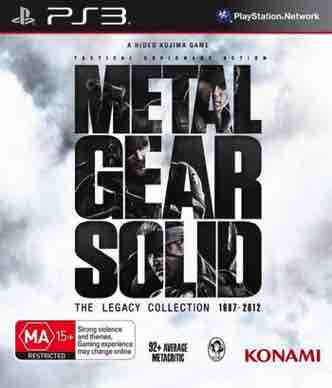 PS3
PlayStation Network
A HIDEO KOJIMA GAME
TACTICAL ESPIONAGE ACTION
METAL
GEAR
SOLID
THE LEGACY COLLECTION 1987-2012
MA 15+
RESTRICTED
Strong violence
and themes,
Gaming experience
may change online
92+ AVERAGE
METACRITIC
KONAMI